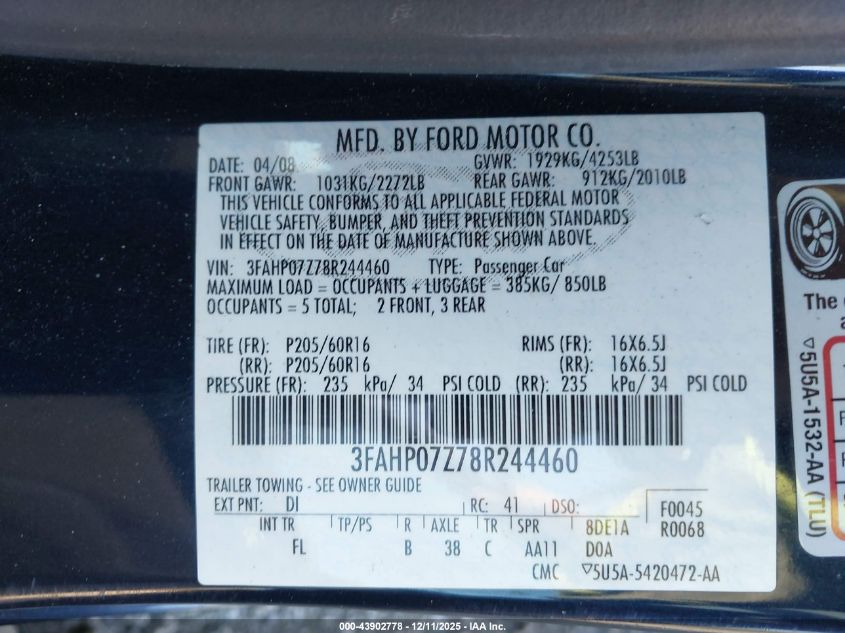 MFD. BY FORD MOTOR CO.
DATE: 04/08 GVWR: 1929KG/4253LB
FRONT GAWR: 1031KG/2272LB REAR GAWR: 912KG/2010LB
THIS VEHICLE CONFORMS TO ALL APPLICABLE FEDERAL MOTOR
VEHICLE SAFETY, BUMPER, AND THEFT PREVENTION STANDARDS
IN EFFECT ON THE DATE OF MANUFACTURE SHOWN ABOVE.
VIN: 3FAHP07Z78R244460 TYPE: Passenger Car
MAXIMUM LOAD = OCCUPANTS + LUGGAGE = 385KG/ 850LB
OCCUPANTS = 5 TOTAL; 2 FRONT, 3 REAR
TIRE (FR): P205/60R16 RIMS (FR): 16X6.5J
(RR): P205/60R16 (RR): 16X6.5J
PRESSURE (FR): 235 kPa/ 34 PSI COLD (RR): 235 kPa/ 34 PSI COLD
3FAHP07Z78R244460
TRAILER TOWING - SEE OWNER GUIDE
EXT PNT: DI RC: 41 DSO: F0045
INT TR TP/PS R AXLE TR SPR 8DE1A R0068
FL B 38 C AA11 D0A
CMC ▽5U5A-5420472-AA
The
▽5U5A-1532-AA (TLU)
000-43902778 - 12/11/2025 - IAA Inc.